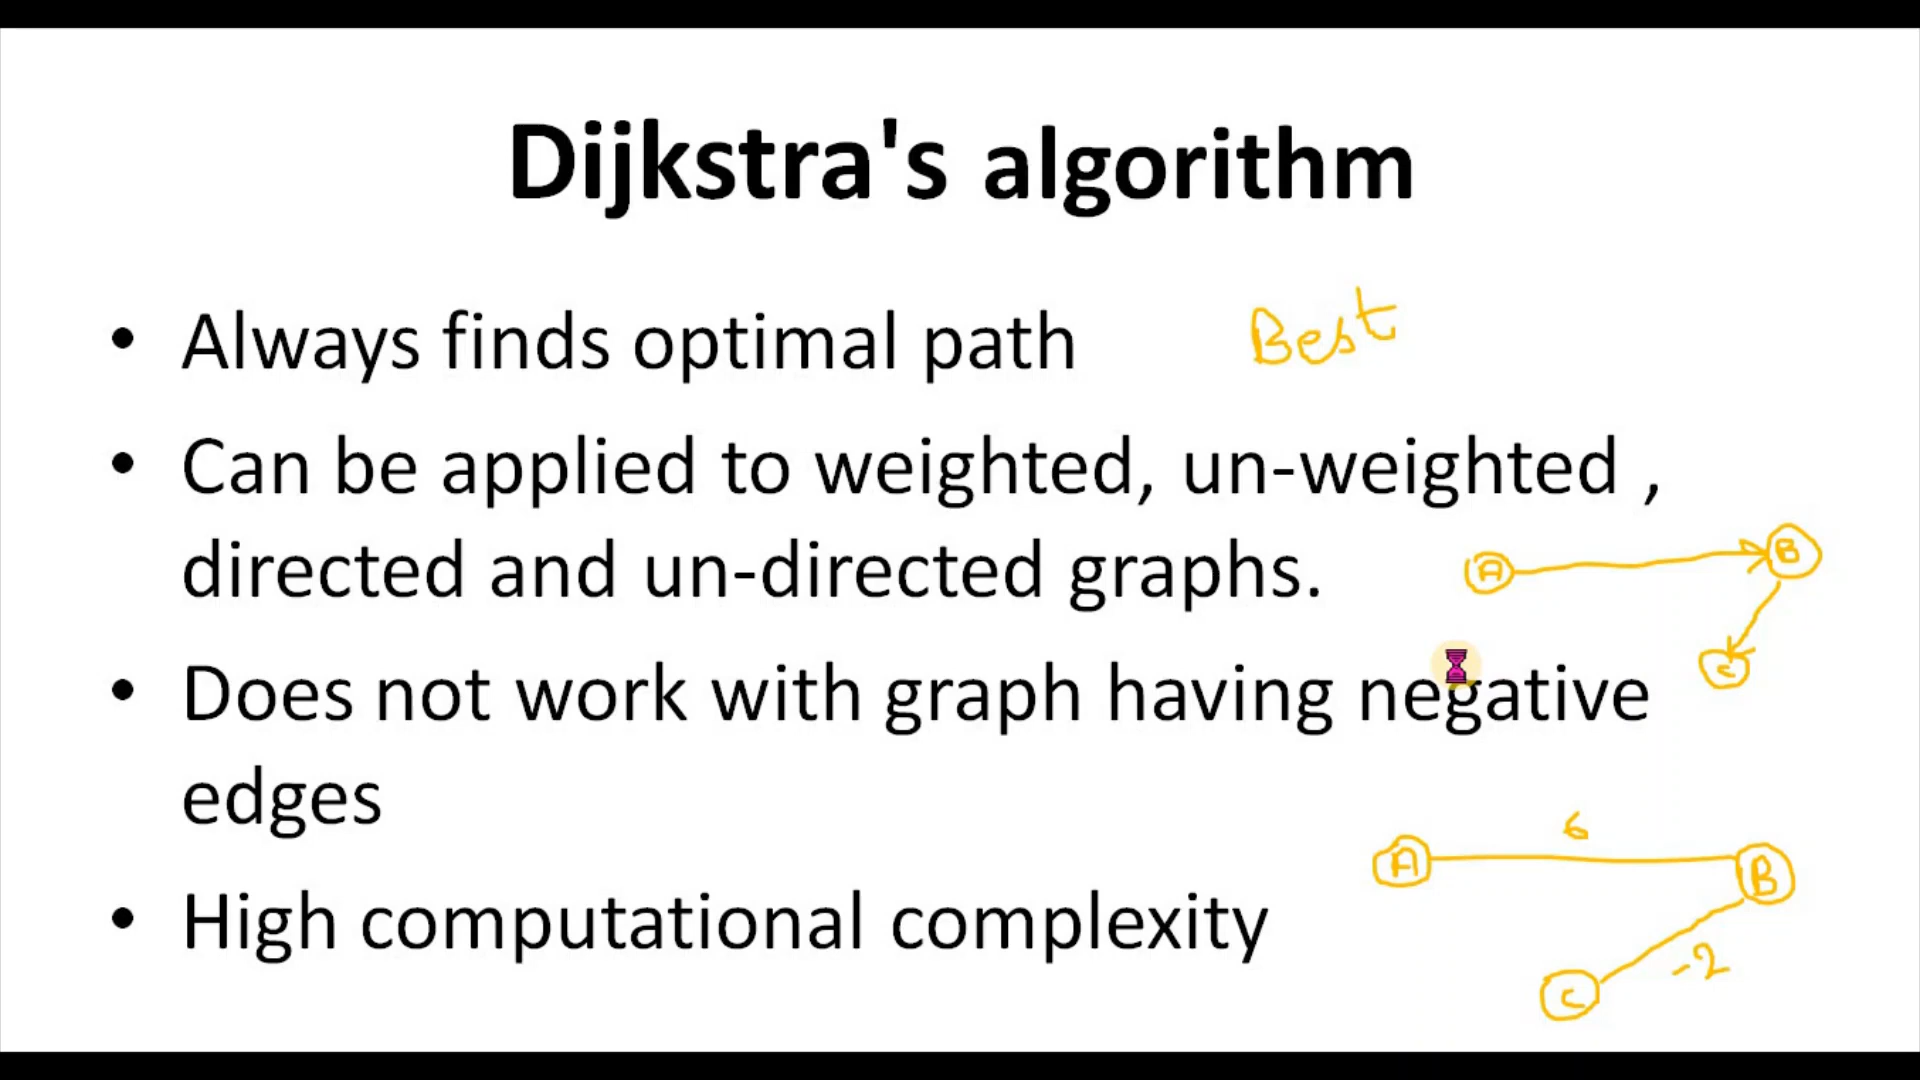 Dijkstra's algorithm
• Always finds optimal path
Best
• Can be applied to weighted, un-weighted ,
directed and un-directed graphs.
A
B
C
• Does not work with graph having negative
edges
6
A
B
• High computational complexity
-2
C